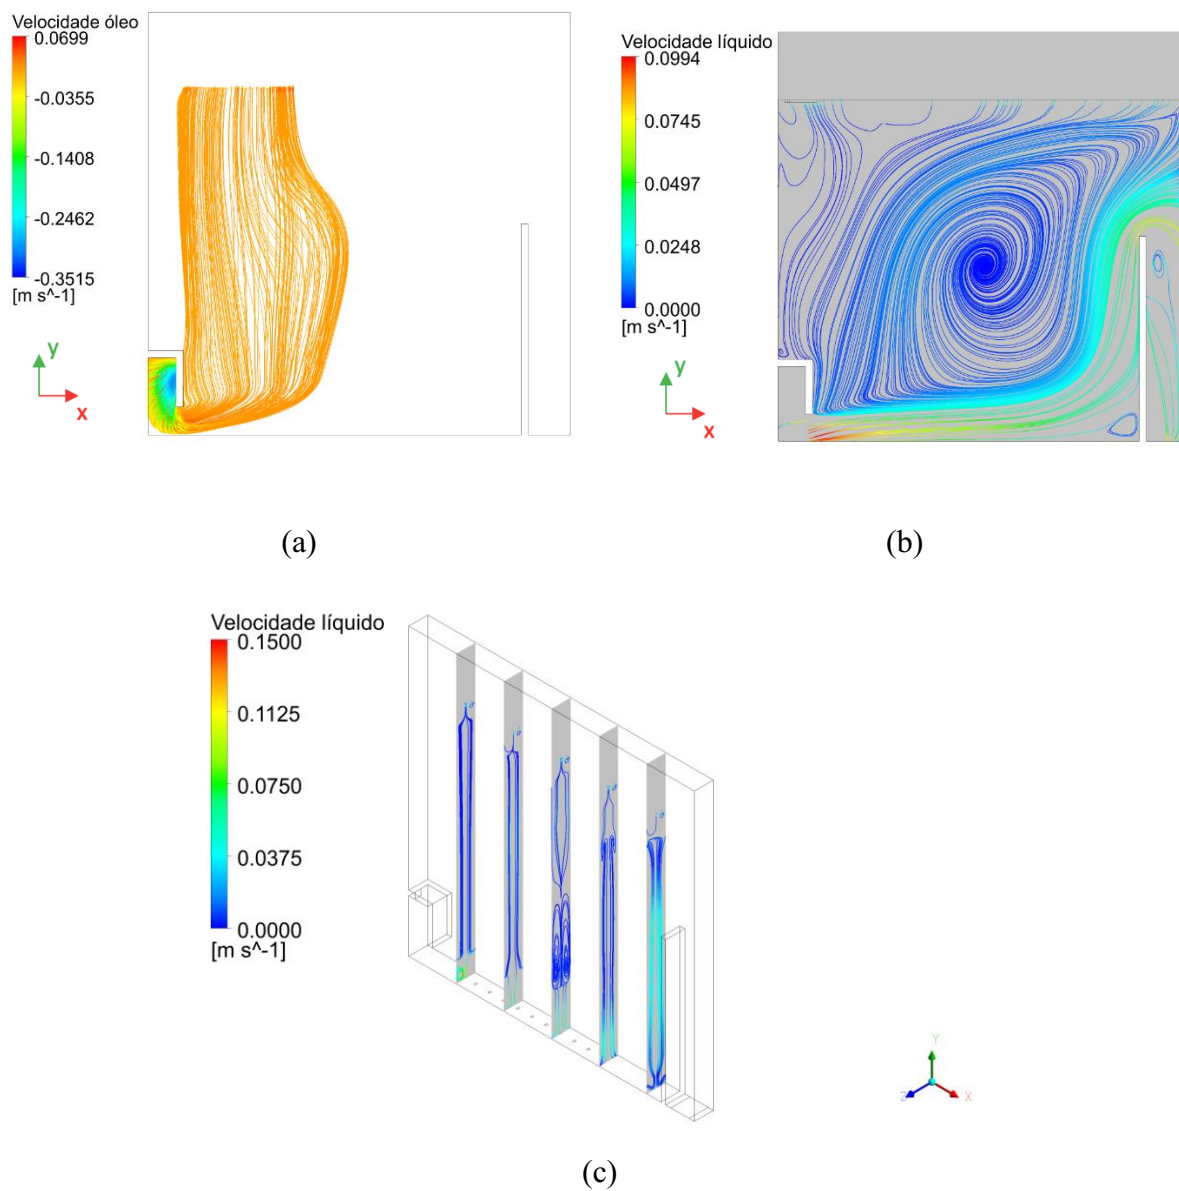 Velocidade óleo
0.0699
-0.0355
-0.1408
-0.2462
-0.3515
[m s^-1]
y
x
Velocidade líquido
0.0994
0.0745
0.0497
0.0248
0.0000
[m s^-1]
y
x
(a)
(b)
Velocidade líquido
0.1500
0.1125
0.0750
0.0375
0.0000
[m s^-1]
Y
Z
X
(c)